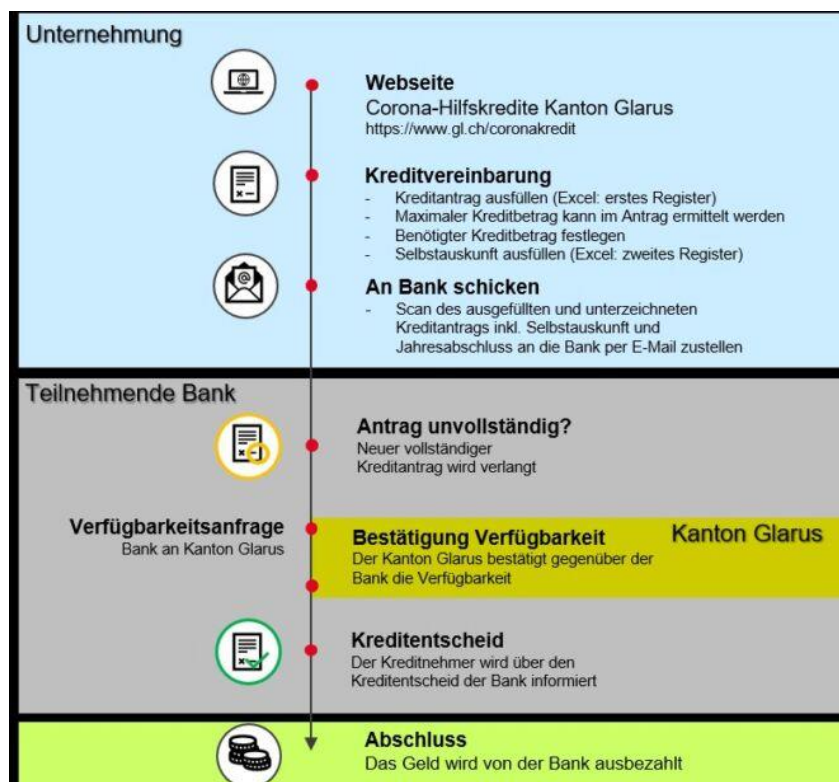 Unternehmung
Webseite
Corona-Hilfskredite Kanton Glarus
https://www.gl.ch/coronakredit
Kreditvereinbarung
- Kreditantrag ausfüllen (Excel: erstes Register)
- Maximaler Kreditbetrag kann im Antrag ermittelt werden
- Benötigter Kreditbetrag festlegen
- Selbstauskunft ausfüllen (Excel: zweites Register)
An Bank schicken
- Scan des ausgefüllten und unterzeichneten
Kreditantrags inkl. Selbstauskunft und
Jahresabschluss an die Bank per E-Mail zustellen
Teilnehmende Bank
Antrag unvollständig?
Neuer vollständiger
Kreditantrag wird verlangt
Verfügbarkeitsanfrage
Bank an Kanton Glarus
Bestätigung Verfügbarkeit
Kanton Glarus
Der Kanton Glarus bestätigt gegenüber der
Bank die Verfügbarkeit
Kreditentscheid
Der Kreditnehmer wird über den
Kreditentscheid der Bank informiert
Abschluss
Das Geld wird von der Bank ausbezahlt